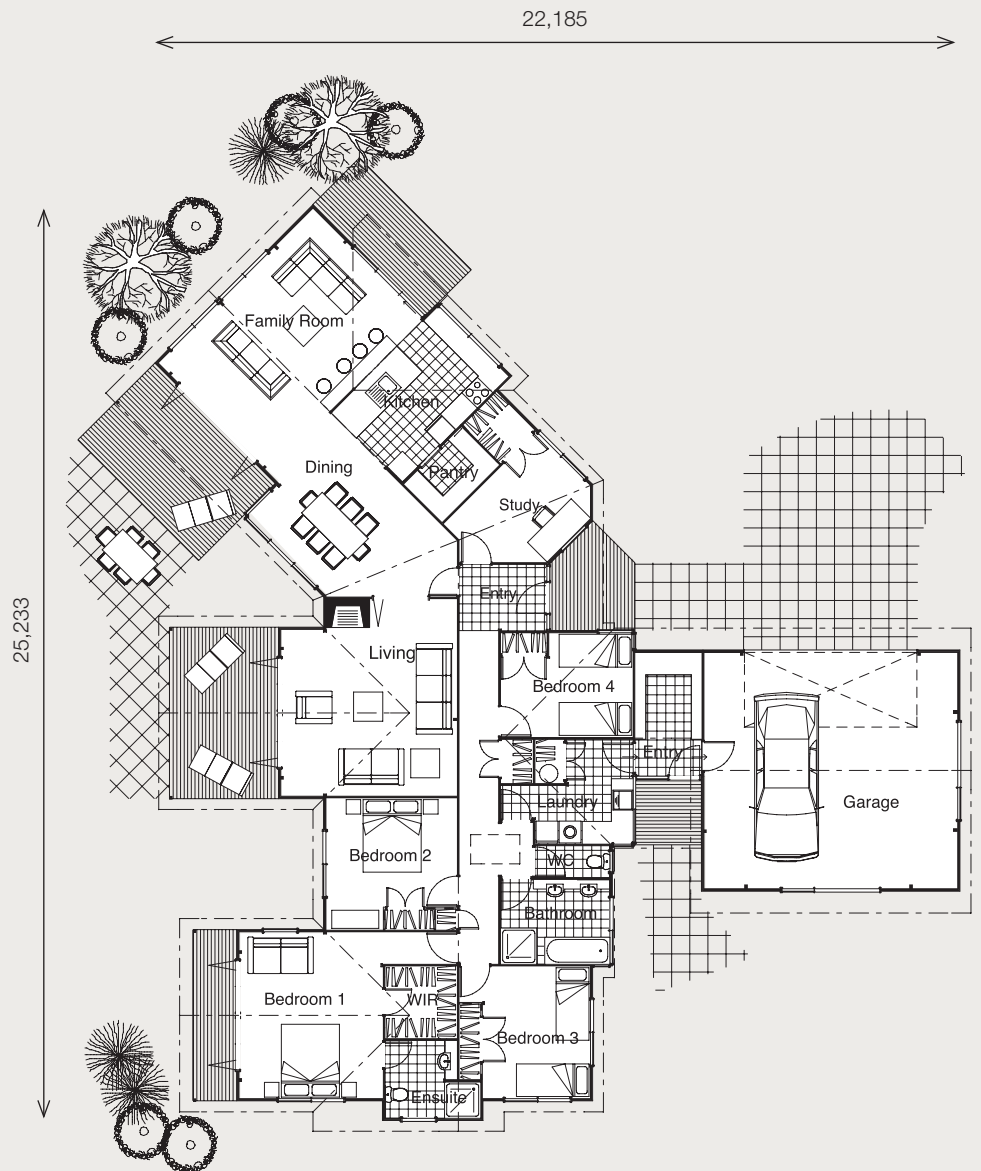 22,185
25,233
Family Room
Kitchen
Dining
Pantry
Study
Entry
Living
Bedroom 4
Entry
Laundry
Garage
Bedroom 2
WC
Bathroom
Bedroom 1
WIR
Bedroom 3
Ensuite